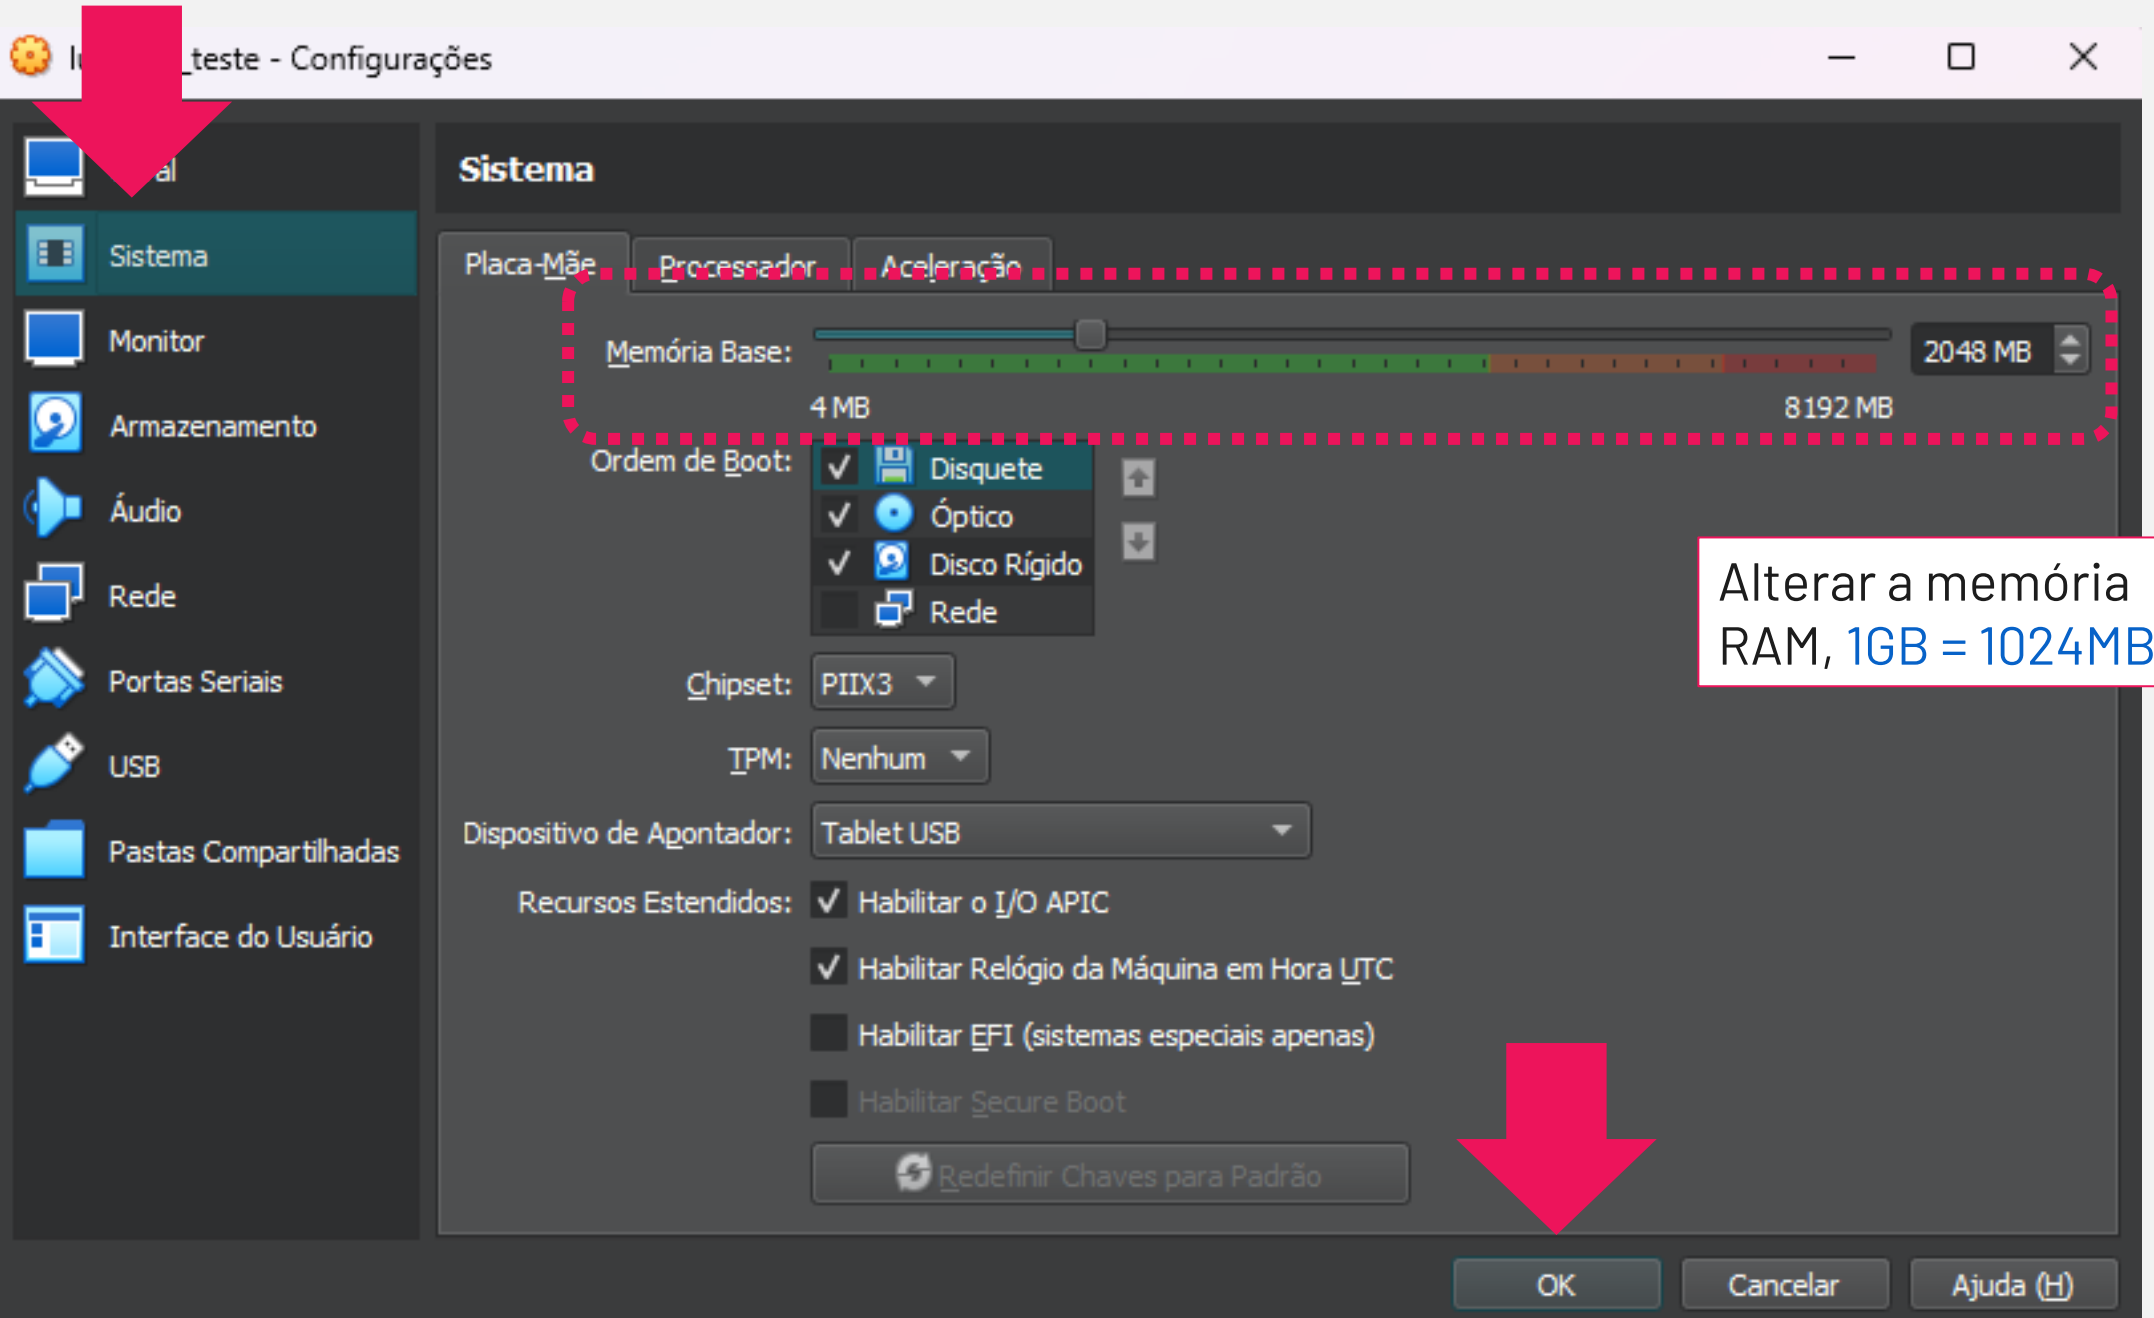 _teste - Configurações
Sistema
Monitor
Armazenamento
Áudio
Rede
Portas Seriais
USB
Pastas Compartilhadas
Interface do Usuário
Sistema
Placa-Mãe Processador Aceleração
Memória Base: 2048 MB
4 MB 8192 MB
Ordem de Boot: Disquete
Óptico
Disco Rígido
Rede
Alterar a memória
RAM, 1GB = 1024MB
Chipset: PIIX3
TPM: Nenhum
Dispositivo de Apontador: Tablet USB
Recursos Estendidos: Habilitar o I/O APIC
Habilitar Relógio da Máquina em Hora UTC
Habilitar EFI (sistemas especiais apenas)
Habilitar Secure Boot
Redefinir Chaves para Padrão
OK Cancelar Ajuda (H)